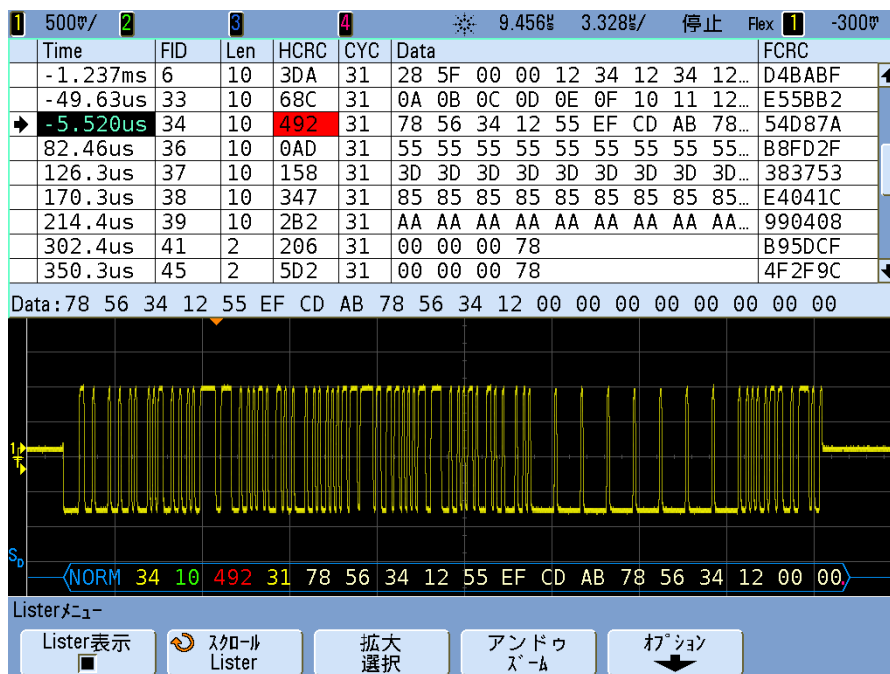 1 500mV/ 2 3 4 9.456▒ 3.328▒/ 停止 Flex 1 -300mV
Time FID Len HCRC CYC Data FCRC
-1.237ms 6 10 3DA 31 28 5F 00 00 12 34 12 34 12… D4BABF
-49.63us 33 10 68C 31 0A 0B 0C 0D 0E 0F 10 11 12… E55BB2
-5.520us 34 10 492 31 78 56 34 12 55 EF CD AB 78… 54D87A
82.46us 36 10 0AD 31 55 55 55 55 55 55 55 55 55… B8FD2F
126.3us 37 10 158 31 3D 3D 3D 3D 3D 3D 3D 3D 3D… 383753
170.3us 38 10 347 31 85 85 85 85 85 85 85 85 85… E4041C
214.4us 39 10 2B2 31 AA AA AA AA AA AA AA AA AA… 990408
302.4us 41 2 206 31 00 00 00 78 B95DCF
350.3us 45 2 5D2 31 00 00 00 78 4F2F9C
Data:78 56 34 12 55 EF CD AB 78 56 34 12 00 00 00 00 00 00 00 00
1
T
SD
NORM 34 10 492 31 78 56 34 12 55 EF CD AB 78 56 34 12 00 00
Listerメニュー
Lister表示
スクロール
Lister
拡大
選択
アンドゥ
ズーム
オプション